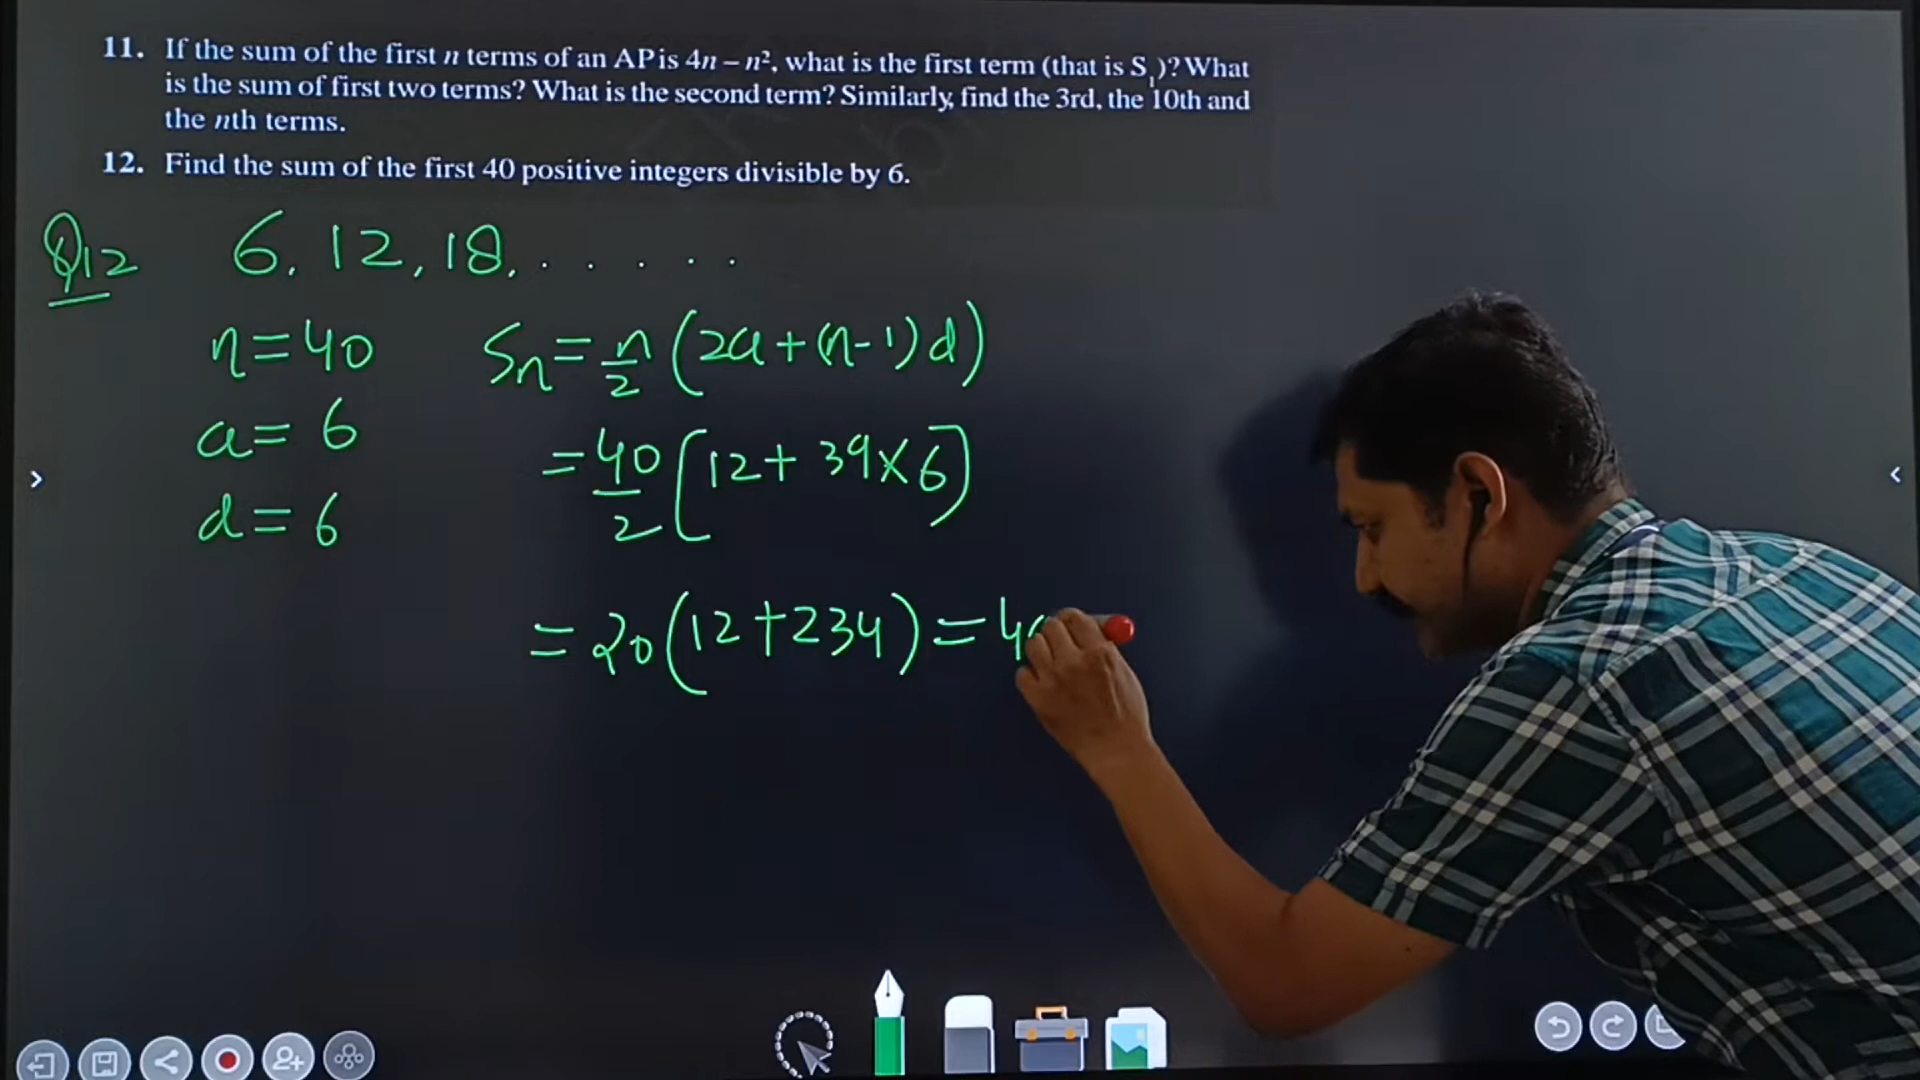 11. If the sum of the first n terms of an AP is 4n – n², what is the first term (that is S₁)? What
is the sum of first two terms? What is the second term? Similarly, find the 3rd, the 10th and
the nth terms.
12. Find the sum of the first 40 positive integers divisible by 6.
Q12 6, 12, 18, . . . . .
n = 40 Sn = n/2 (2a + (n-1) d)
a = 6 = 40/2 [12 + 39 × 6]
d = 6
= 20 (12 + 234) = 4